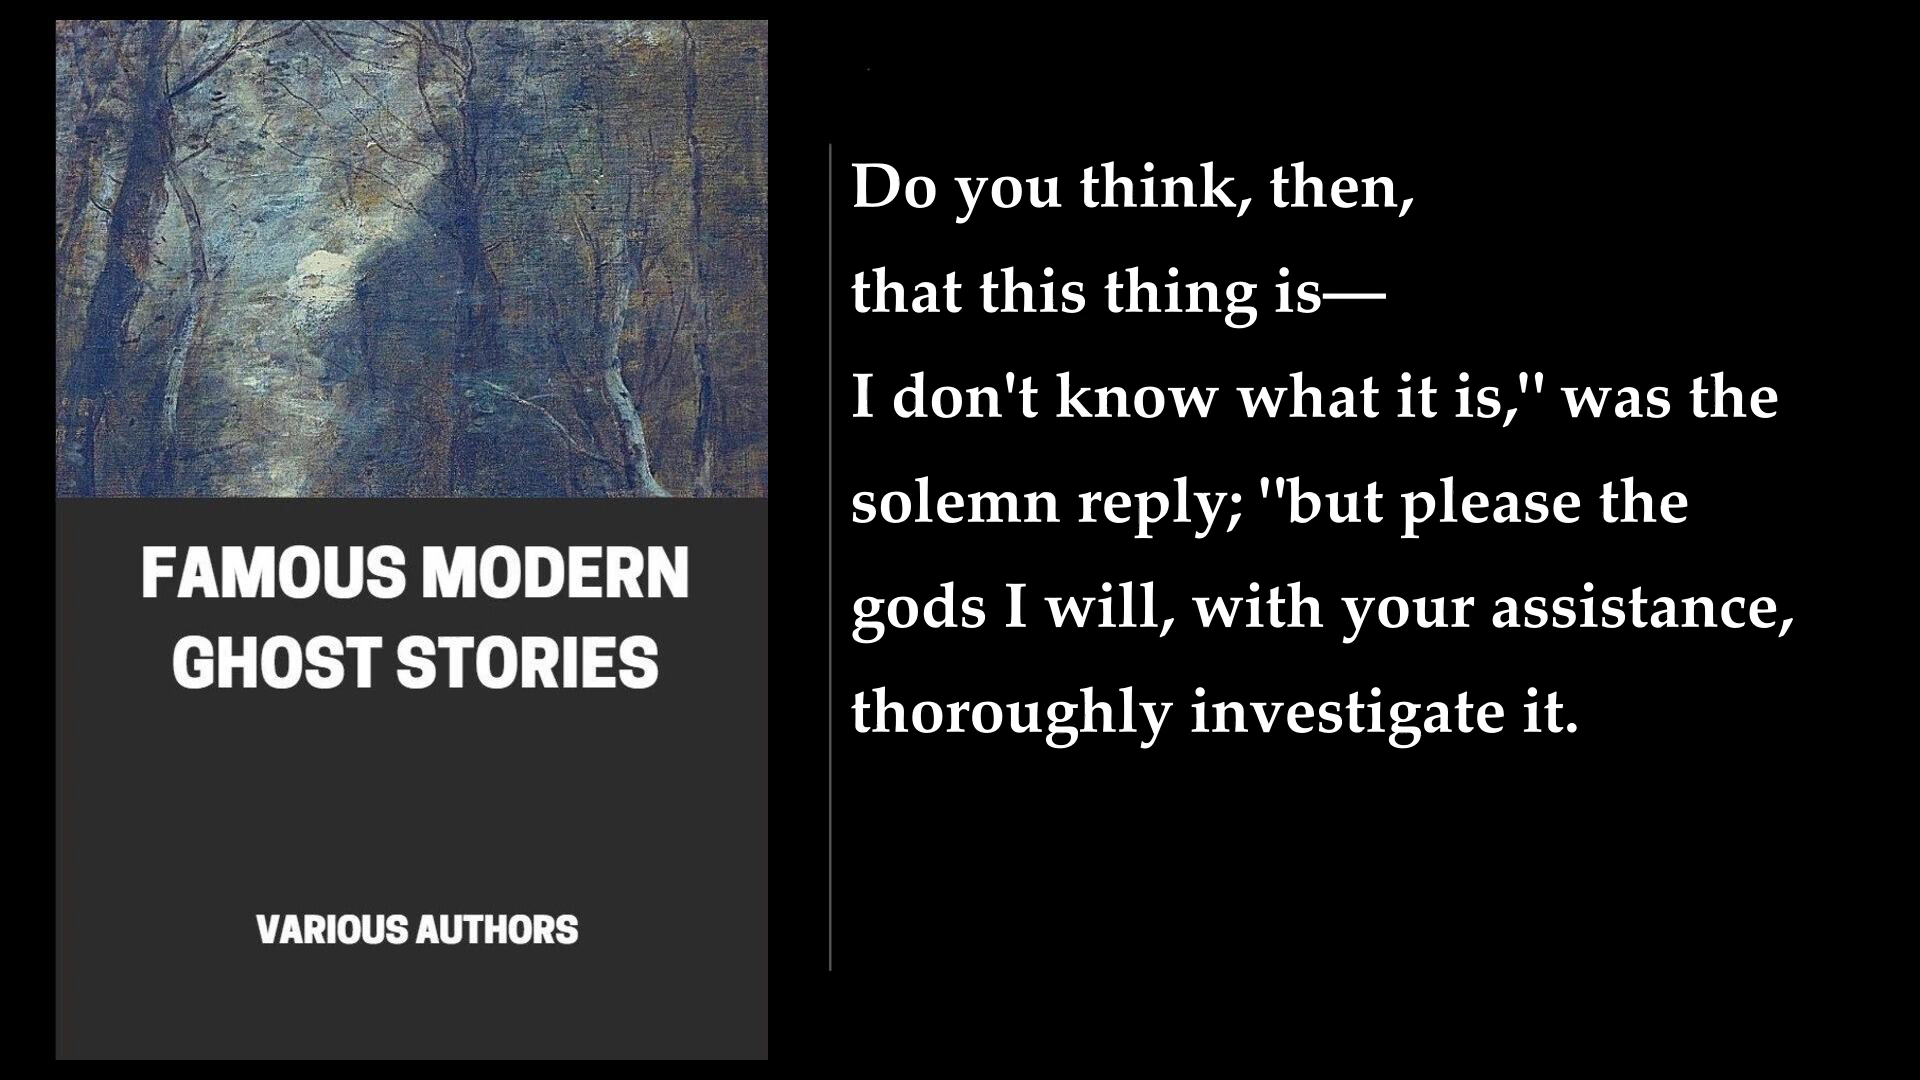 FAMOUS MODERN
GHOST STORIES
VARIOUS AUTHORS
Do you think, then,
that this thing is—
I don't know what it is," was the
solemn reply; "but please the
gods I will, with your assistance,
thoroughly investigate it.